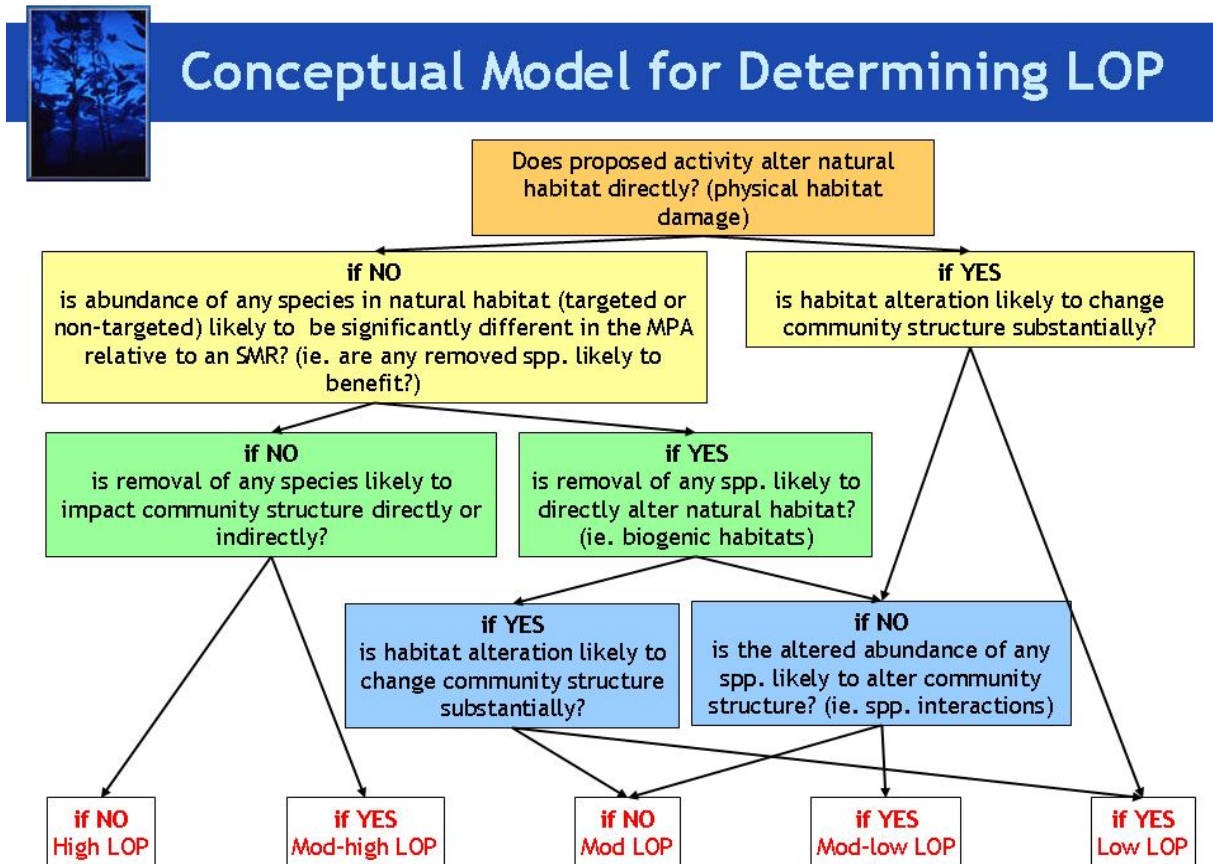 Conceptual Model for Determining LOP
Does proposed activity alter natural
habitat directly? (physical habitat
damage)
if NO
is abundance of any species in natural habitat (targeted or
non-targeted) likely to be significantly different in the MPA
relative to an SMR? (ie. are any removed spp. likely to
benefit?)
if YES
is habitat alteration likely to change
community structure substantially?
if NO
is removal of any species likely to
impact community structure directly or
indirectly?
if YES
is removal of any spp. likely to
directly alter natural habitat?
(ie. biogenic habitats)
if YES
is habitat alteration likely to
change community structure
substantially?
if NO
is the altered abundance of any
spp. likely to alter community
structure? (ie. spp. interactions)
if NO
High LOP
if YES
Mod-high LOP
if NO
Mod LOP
if YES
Mod-low LOP
if YES
Low LOP